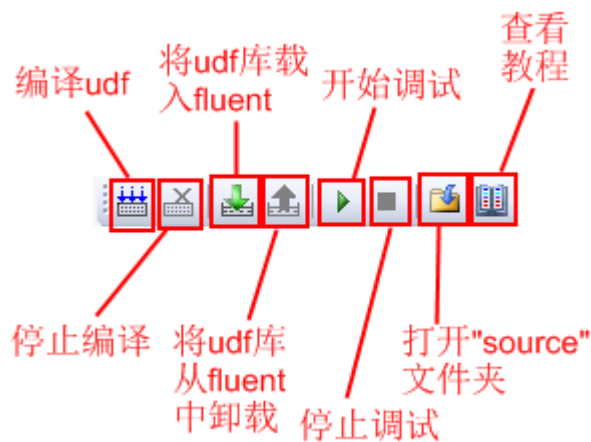 查看
教程
编译udf
将udf库载
入fluent
开始调试
停止编译
将udf库
从fluent
中卸载
停止调试
打开"source"
文件夹